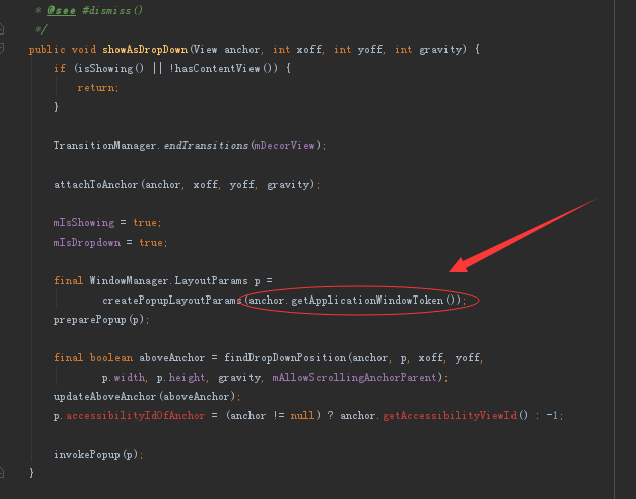 * @see #dismiss()
*/
public void showAsDropDown(View anchor, int xoff, int yoff, int gravity) {
if (isShowing() || !hasContentView()) {
return;
}
TransitionManager.endTransitions(mDecorView);
attachToAnchor(anchor, xoff, yoff, gravity);
mIsShowing = true;
mIsDropdown = true;
final WindowManager.LayoutParams p =
createPopupLayoutParams(anchor.getApplicationWindowToken());
preparePopup(p);
final boolean aboveAnchor = findDropDownPosition(anchor, p, xoff, yoff,
p.width, p.height, gravity, mAllowScrollingAnchorParent);
updateAboveAnchor(aboveAnchor);
p.accessibilityIdOfAnchor = (anchor != null) ? anchor.getAccessibilityViewId() : -1;
invokePopup(p);
}